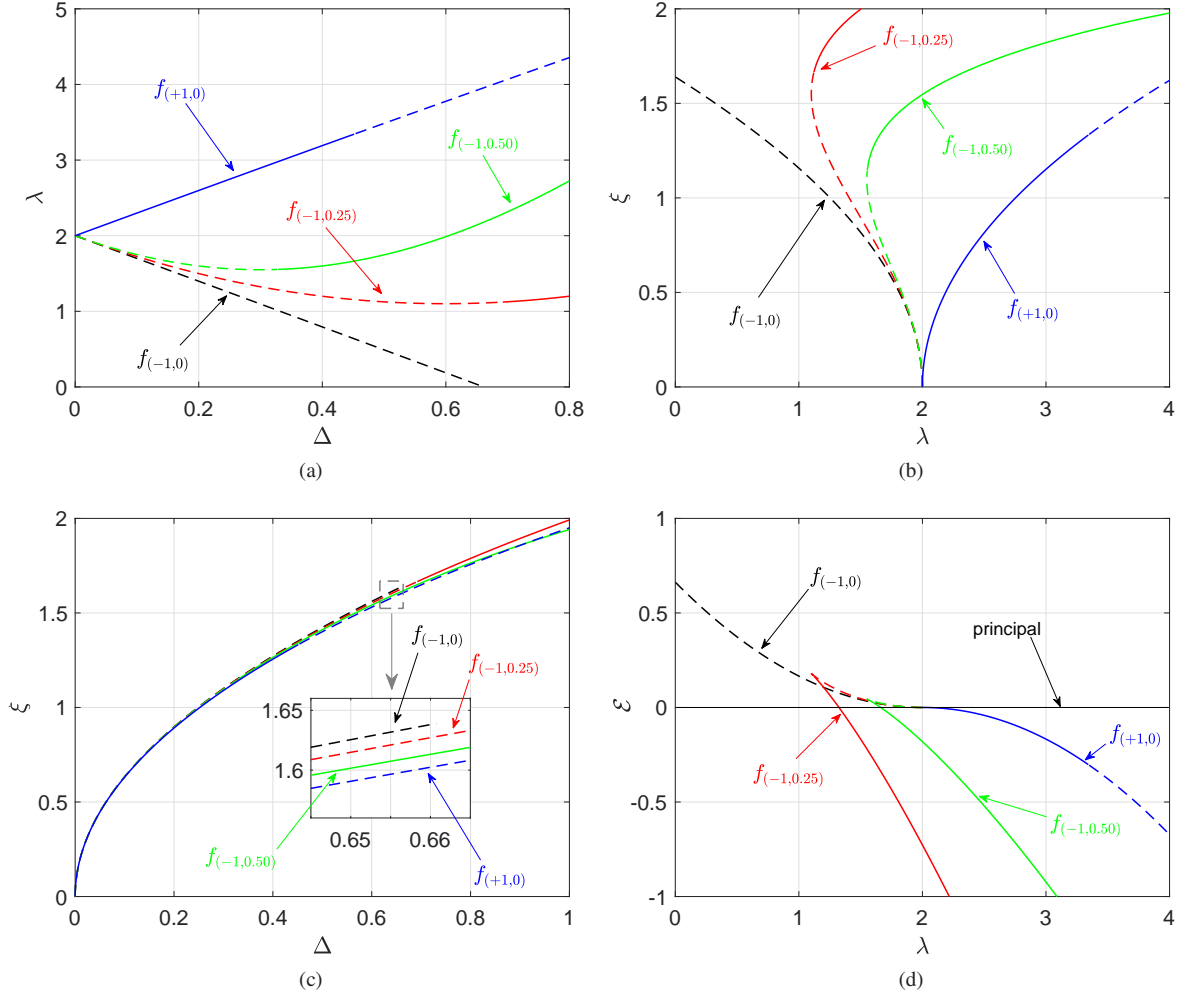 5
4
3
2
1
0
λ
0
0.2
0.4
0.6
0.8
Δ
f(+1,0)
f(−1,0.50)
f(−1,0.25)
f(−1,0)
(a)
2
1.5
1
0.5
0
ξ
0
1
2
3
4
λ
f(−1,0.25)
f(−1,0.50)
f(−1,0)
f(+1,0)
(b)
2
1.5
1
0.5
0
ξ
0
0.2
0.4
0.6
0.8
1
Δ
f(−1,0)
f(−1,0.25)
1.65
1.6
0.65
0.66
f(−1,0.50)
f(+1,0)
(c)
1
0.5
0
-0.5
-1
ℰ
0
1
2
3
4
λ
f(−1,0)
principal
f(+1,0)
f(−1,0.25)
f(−1,0.50)
(d)